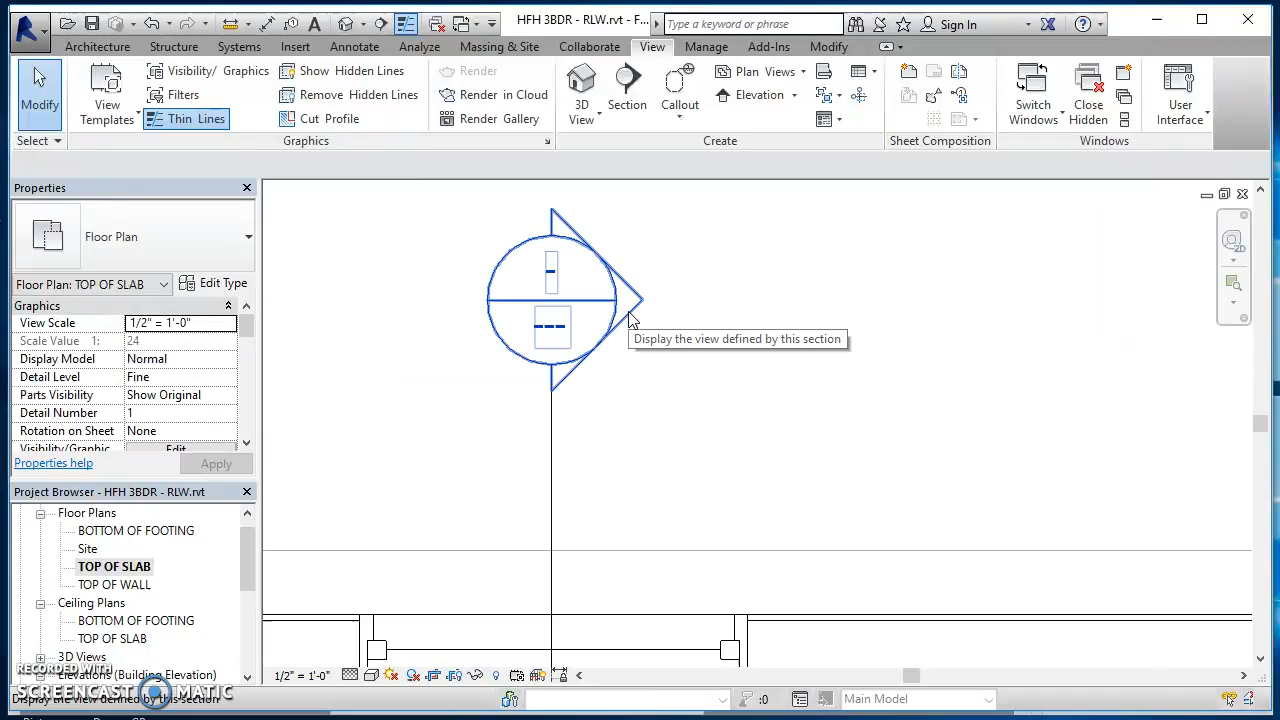 HFH 3BDR - RLW.rvt - F...
Type a keyword or phrase
Sign In
Architecture
Structure
Systems
Insert
Annotate
Analyze
Massing & Site
Collaborate
View
Manage
Add-Ins
Modify
Modify
View Templates
Visibility/ Graphics
Filters
Thin Lines
Show Hidden Lines
Remove Hidden Lines
Cut Profile
Render
Render in Cloud
Render Gallery
3D View
Section
Callout
Plan Views
Elevation
Switch Windows
Close Hidden
User Interface
Select
Graphics
Create
Sheet Composition
Windows
Properties
Floor Plan
Floor Plan: TOP OF SLAB
Edit Type
Graphics
View Scale 1/2" = 1'-0"
Scale Value 1: 24
Display Model Normal
Detail Level Fine
Parts Visibility Show Original
Detail Number 1
Rotation on Sheet None
Visibility/Graphic Edit...
Properties help
Apply
Project Browser - HFH 3BDR - RLW.rvt
Floor Plans
BOTTOM OF FOOTING
Site
TOP OF SLAB
TOP OF WALL
Ceiling Plans
BOTTOM OF FOOTING
TOP OF SLAB
3D Views
Elevations (Building Elevation)
Display the view defined by this section
2D
1/2" = 1'-0"
RECORDED WITH
SCREENCAST MATIC
Display the view defined by this section
:0
Main Model